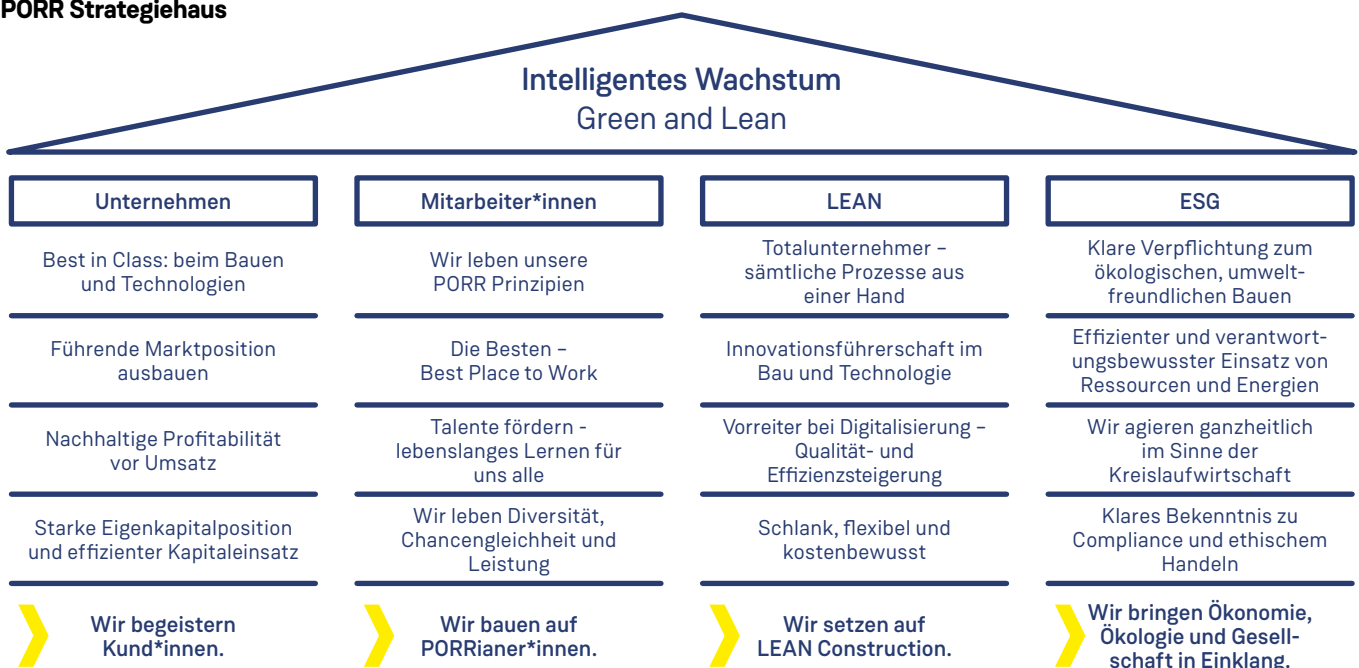 PORR Strategiehaus
Intelligentes Wachstum
Green and Lean
Unternehmen
Best in Class: beim Bauen
und Technologien
Führende Marktposition
ausbauen
Nachhaltige Profitabilität
vor Umsatz
Starke Eigenkapitalposition
und effizienter Kapitaleinsatz
Wir begeistern
Kund*innen.
Mitarbeiter*innen
Wir leben unsere
PORR Prinzipien
Die Besten –
Best Place to Work
Talente fördern -
lebenslanges Lernen für
uns alle
Wir leben Diversität,
Chancengleichheit und
Leistung
Wir bauen auf
PORRianer*innen.
LEAN
Totalunternehmer –
sämtliche Prozesse aus
einer Hand
Innovationsführerschaft im
Bau und Technologie
Vorreiter bei Digitalisierung –
Qualität- und
Effizienzsteigerung
Schlank, flexibel und
kostenbewusst
Wir setzen auf
LEAN Construction.
ESG
Klare Verpflichtung zum
ökologischen, umwelt-
freundlichen Bauen
Effizienter und verantwort-
ungsbewusster Einsatz von
Ressourcen und Energien
Wir agieren ganzheitlich
im Sinne der
Kreislaufwirtschaft
Klares Bekenntnis zu
Compliance und ethischem
Handeln
Wir bringen Ökonomie,
Ökologie und Gesell-
schaft in Einklang.